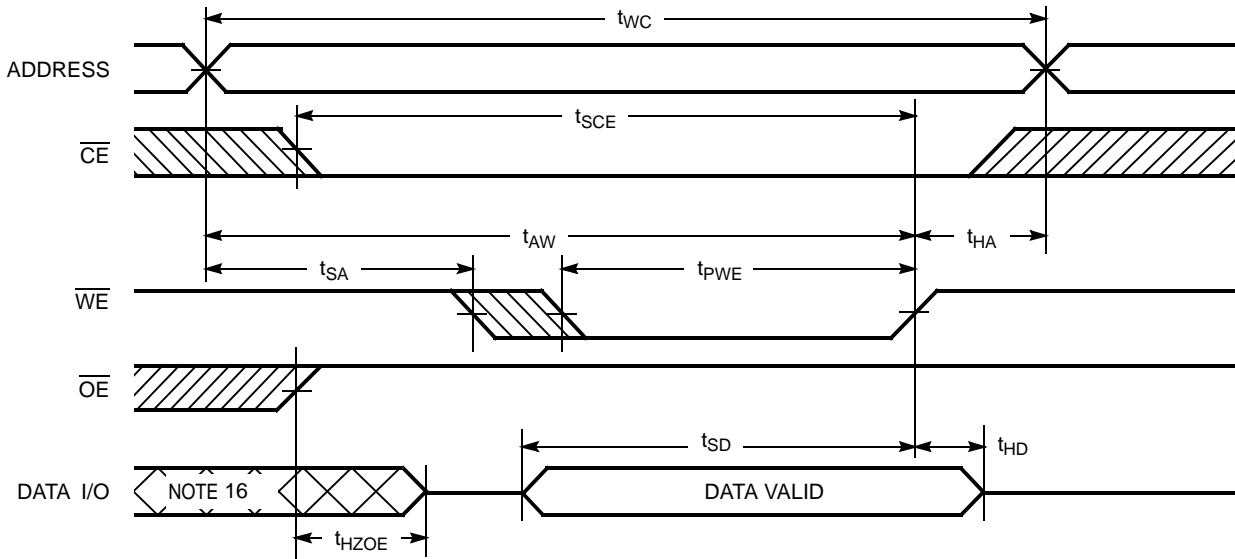 tWC
ADDRESS
tSCE
CE
tAW
tHA
tSA
tPWE
WE
OE
tSD
tHD
DATA I/O
NOTE 16
DATA VALID
tHZOE